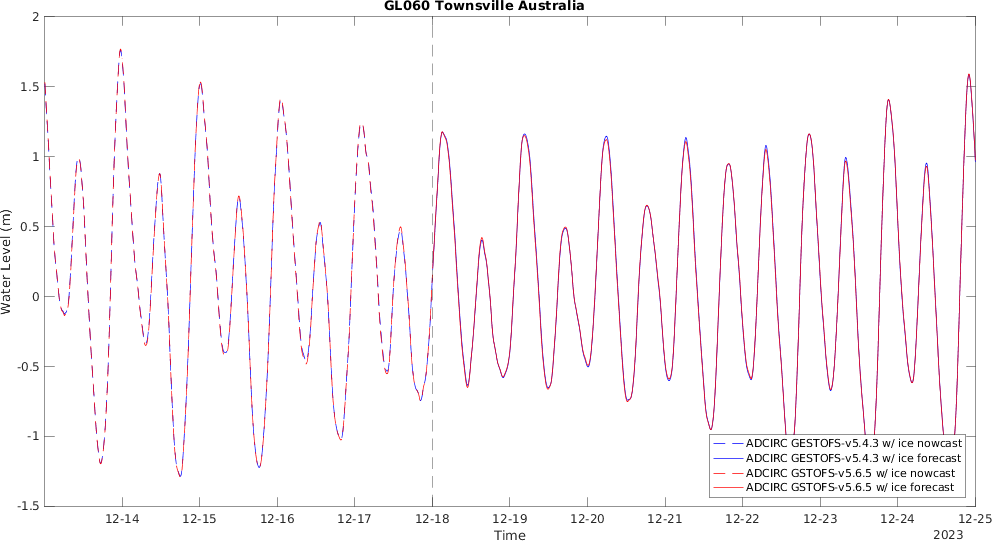 GL060 Townsville Australia
Water Level (m)
2
1.5
1
0.5
0
-0.5
-1
-1.5
12-14 12-15 12-16 12-17 12-18 12-19 12-20 12-21 12-22 12-23 12-24 12-25
Time
2023
ADCIRC GESTOFS-v5.4.3 w/ ice nowcast
ADCIRC GESTOFS-v5.4.3 w/ ice forecast
ADCIRC GSTOFS-v5.6.5 w/ ice nowcast
ADCIRC GSTOFS-v5.6.5 w/ ice forecast